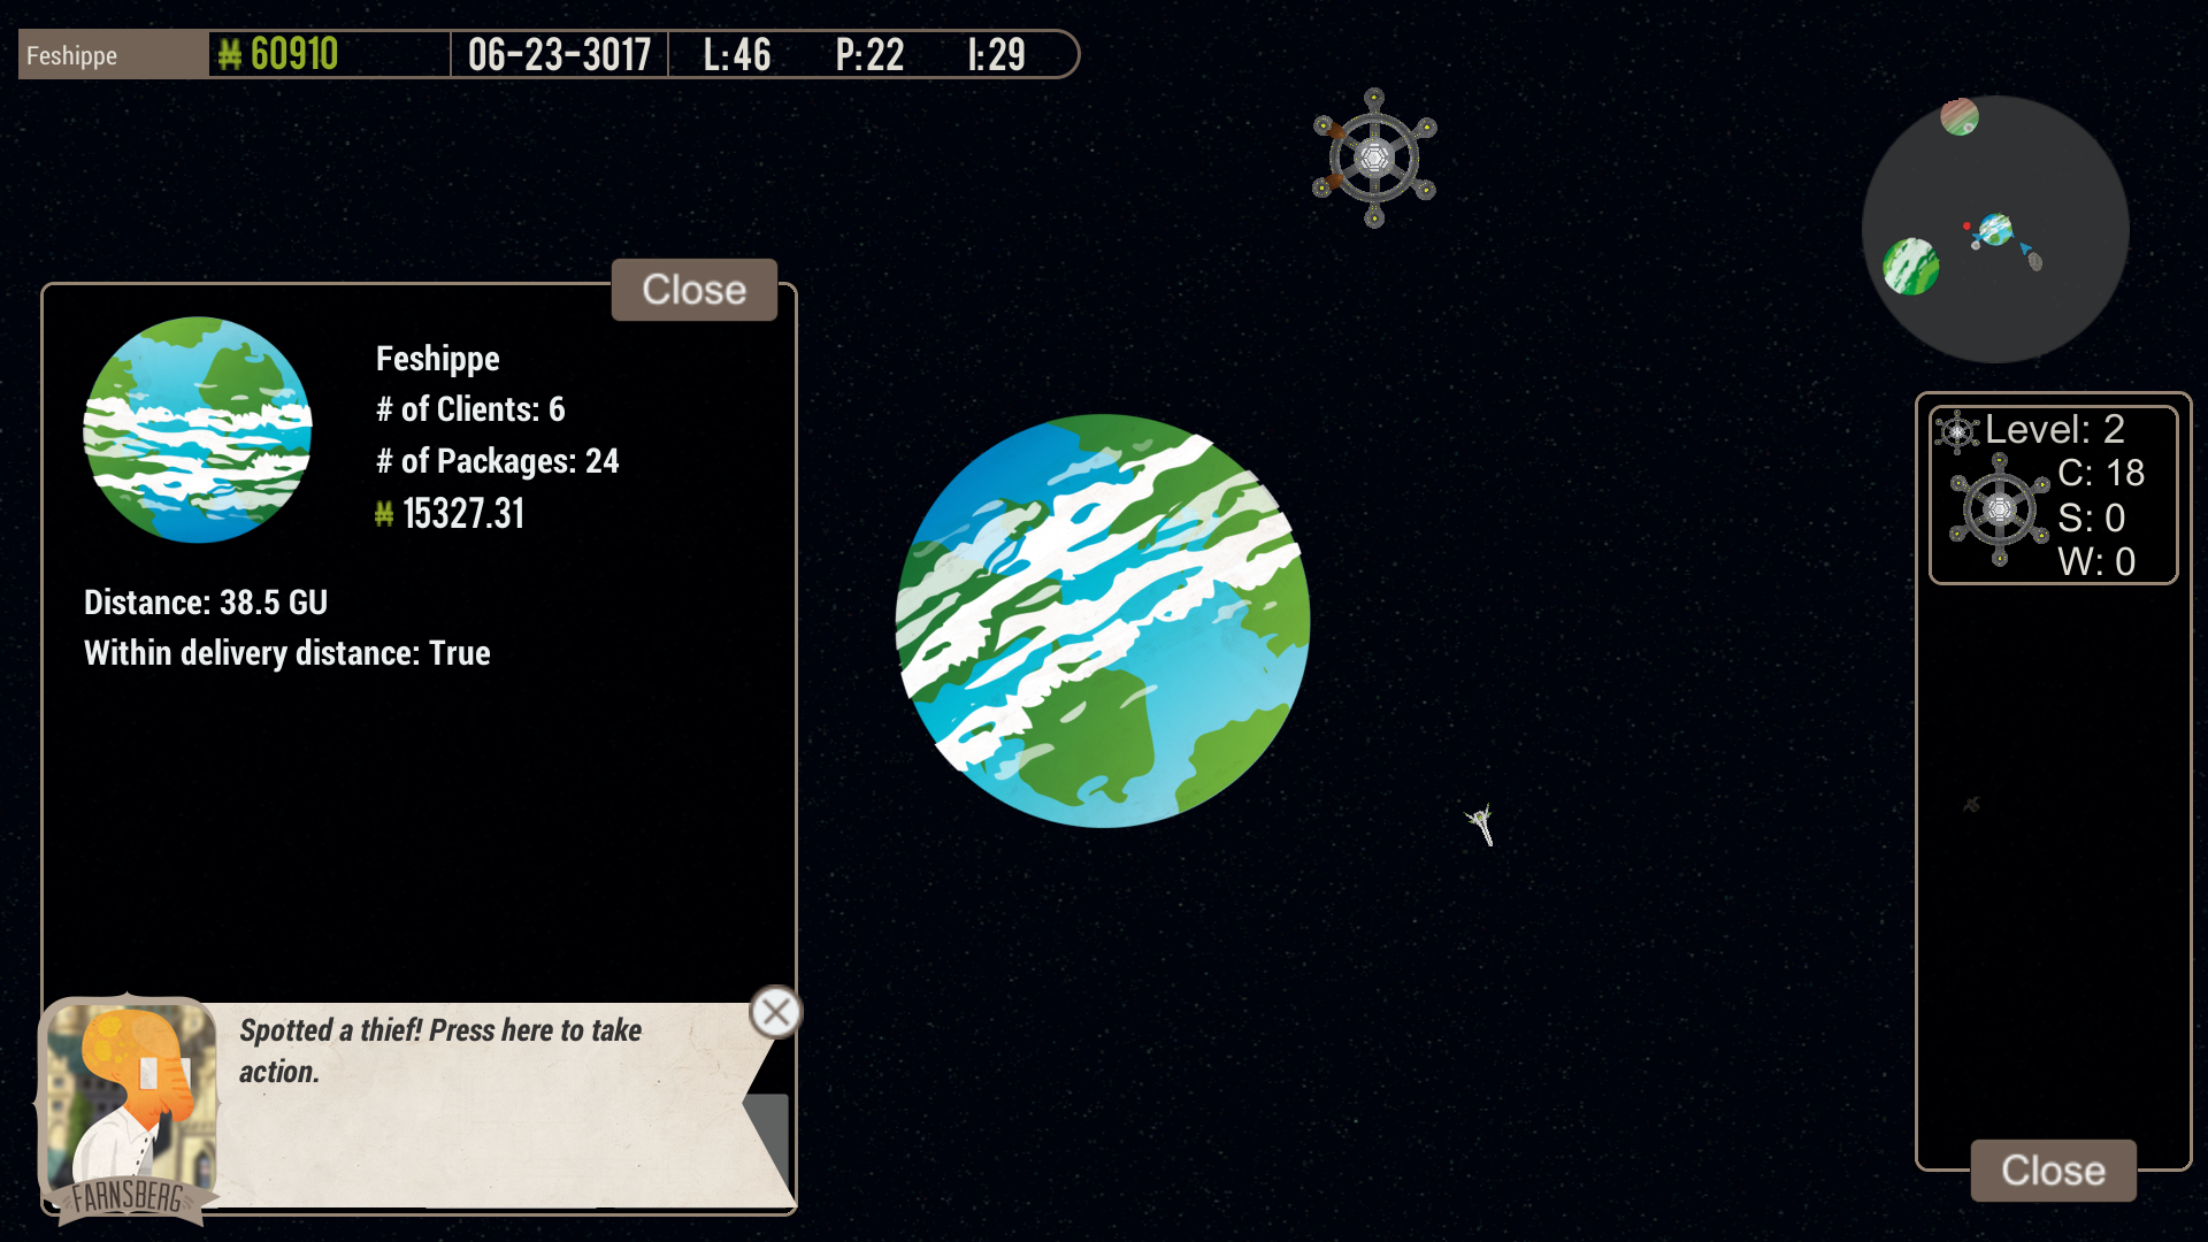 Feshippe
60910
06-23-3017
L:46
P:22
I:29
Close
Feshippe
# of Clients: 6
# of Packages: 24
15327.31
Distance: 38.5 GU
Within delivery distance: True
Spotted a thief! Press here to take
action.
FARNSBERG
Level: 2
C: 18
S: 0
W: 0
Close